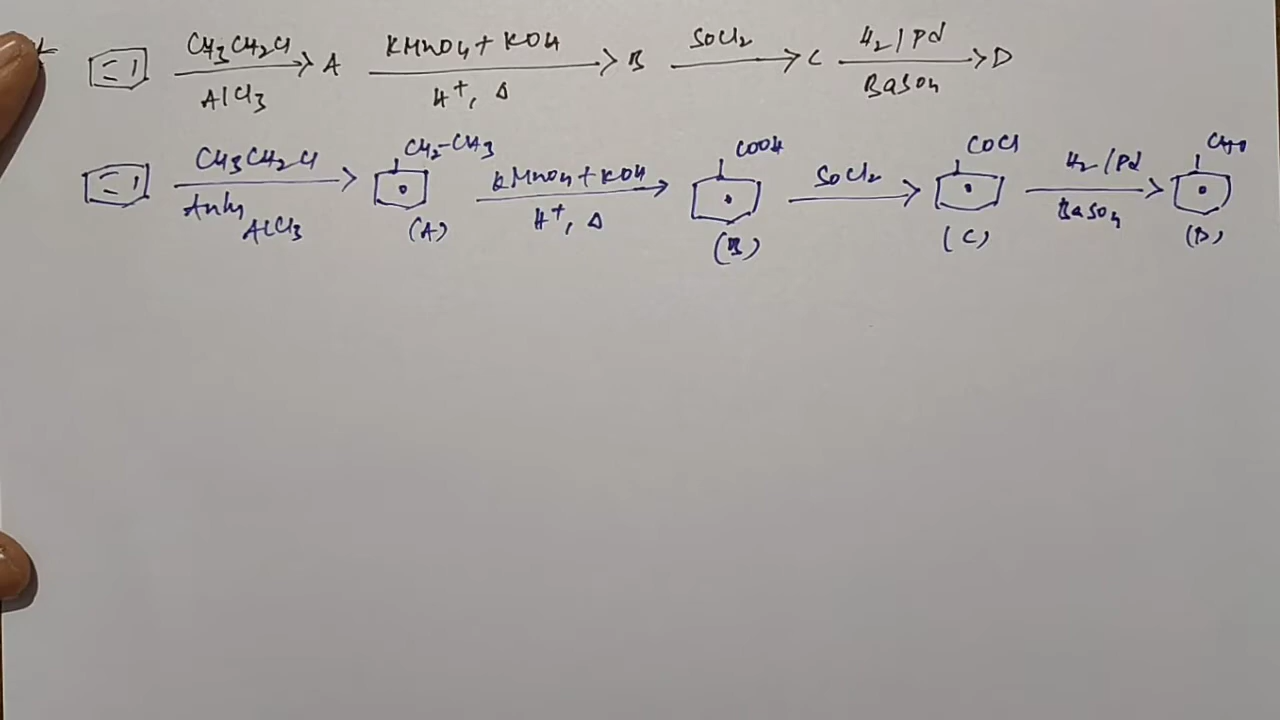 CH3CH2Cl / AlCl3 → A KMnO4 + KOH / H+, Δ → B SOCl2 → C H2/Pd / BaSO4 → D
CH3CH2Cl / Anhy AlCl3 → CH2-CH3 (A) KMnO4 + KOH / H+, Δ → COOH (B) SOCl2 → COCl (C) H2/Pd / BaSO4 → CHO (D)